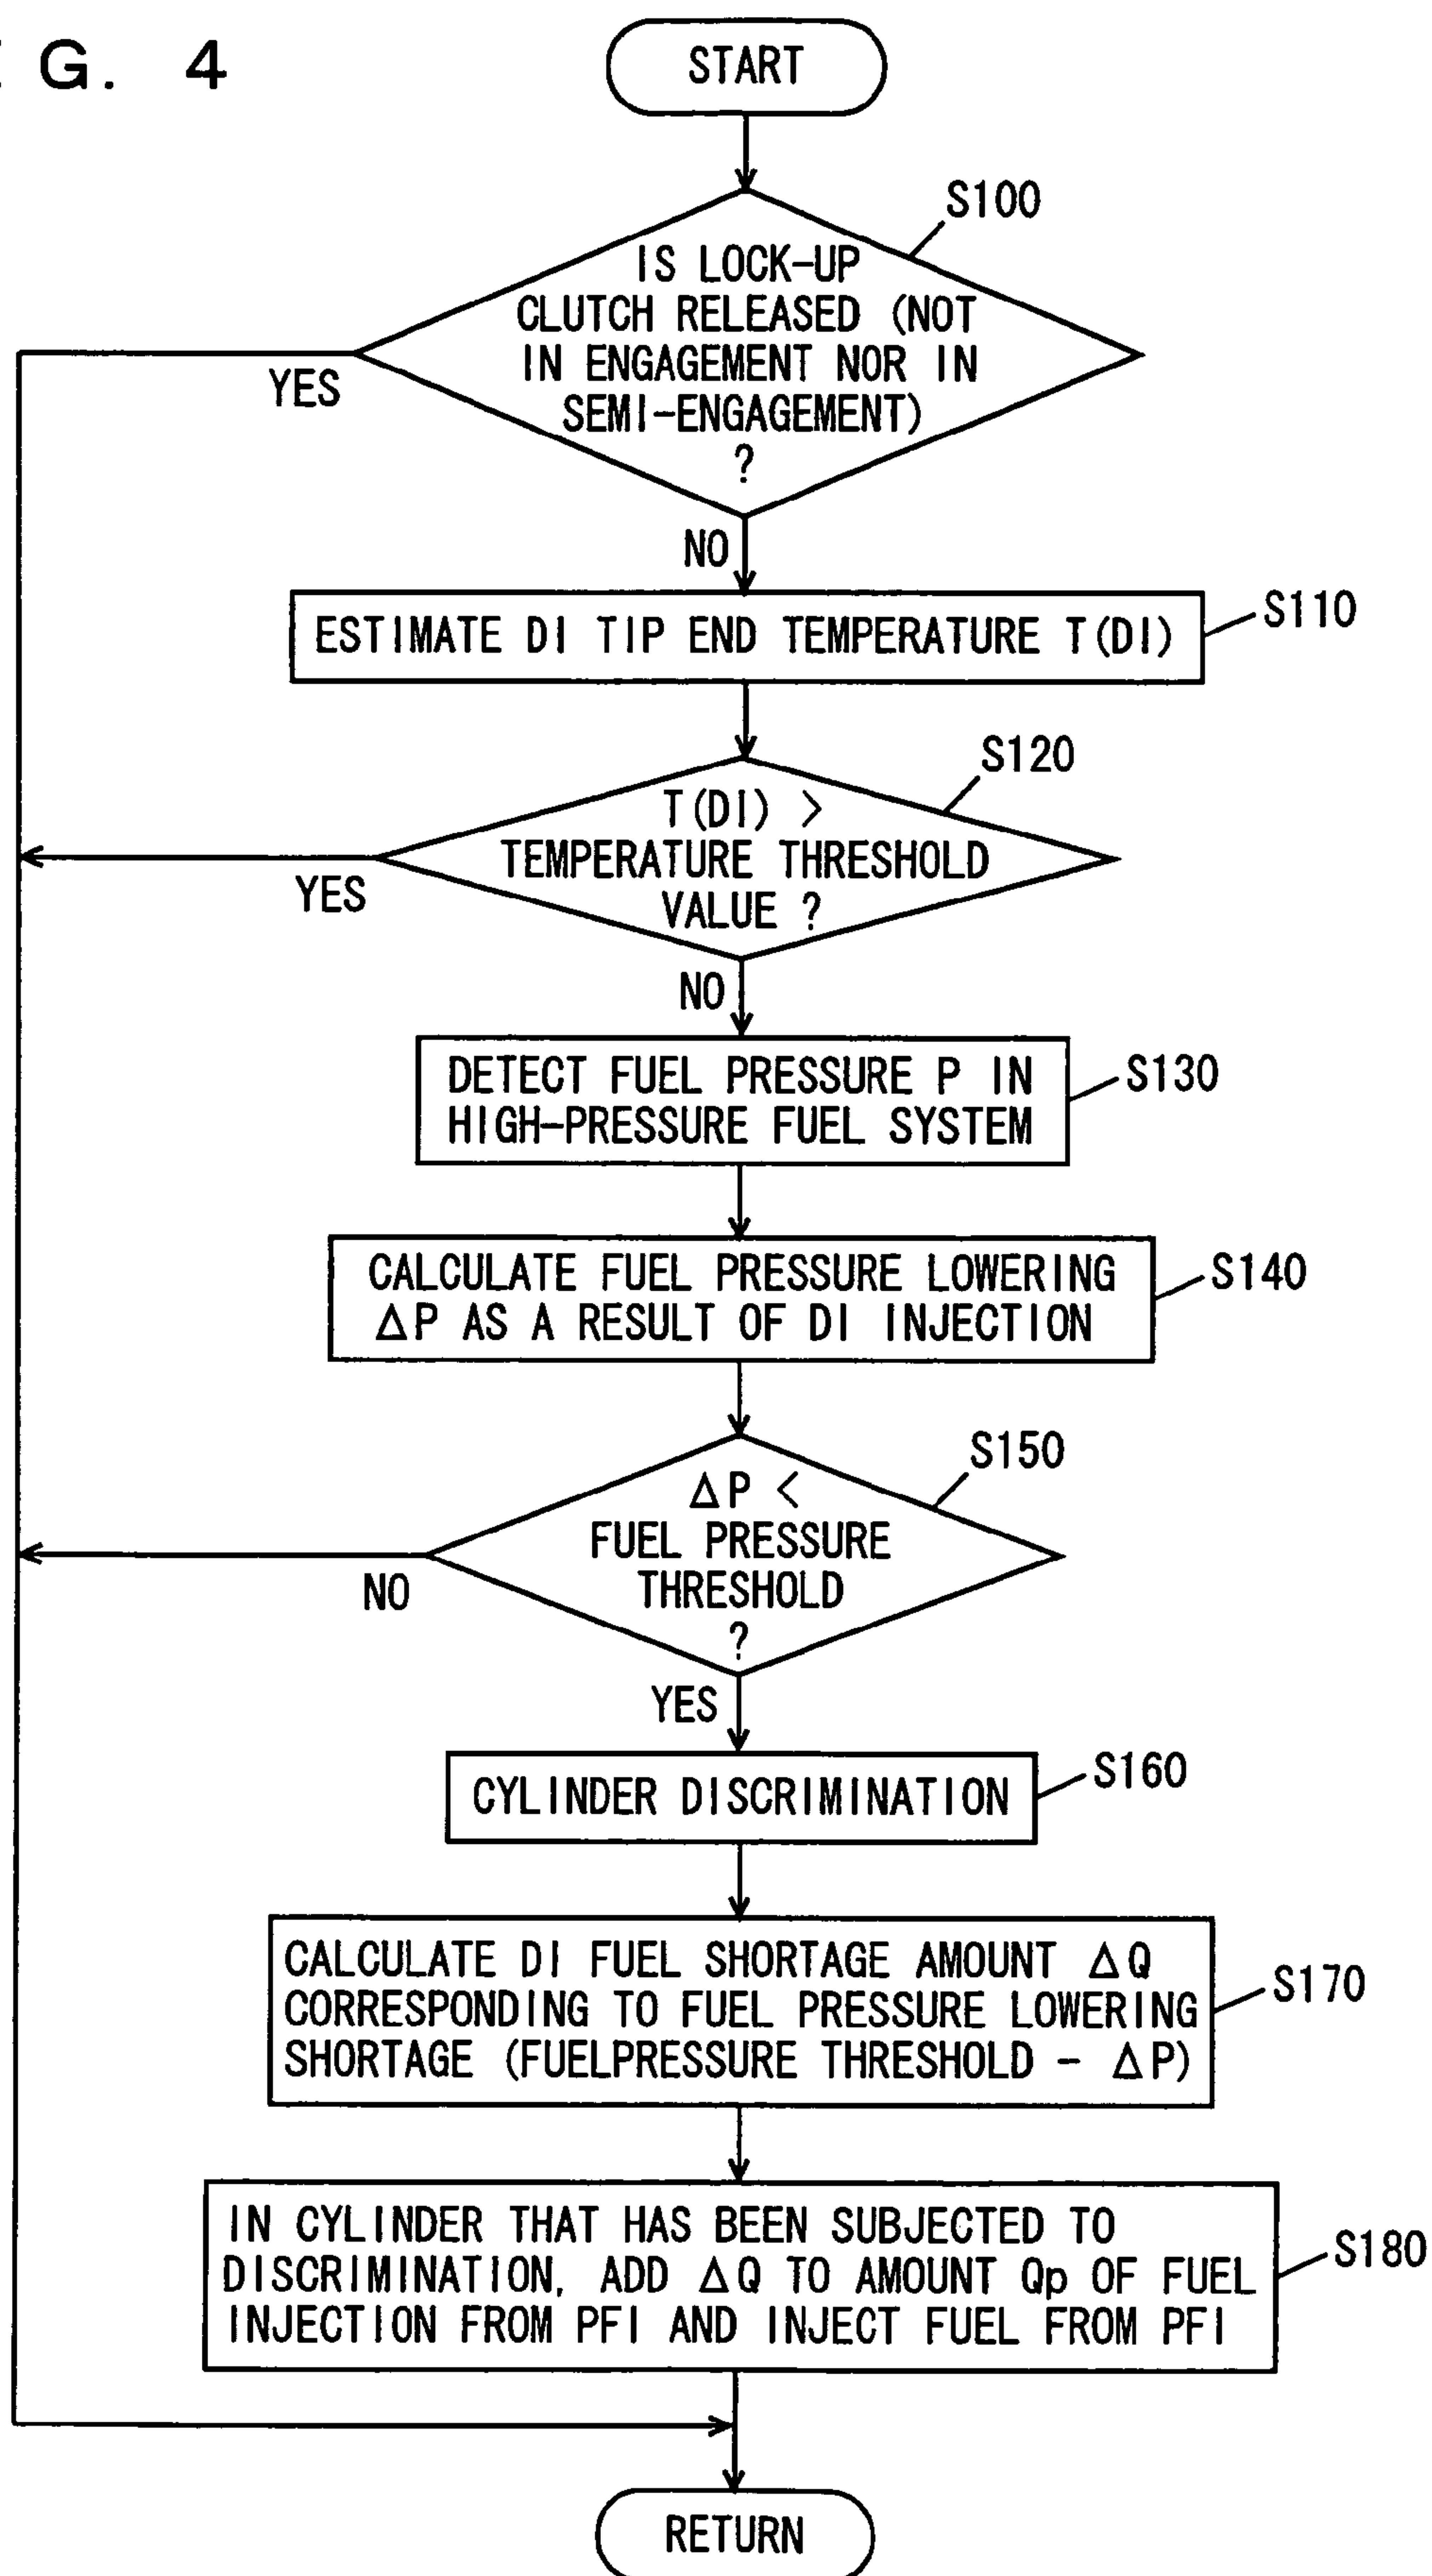 G. 4
START
S100
IS LOCK-UP
CLUTCH RELEASED (NOT
IN ENGAGEMENT NOR IN
SEMI-ENGAGEMENT)
?
YES
NO
ESTIMATE DI TIP END TEMPERATURE T(DI)
S110
S120
T(DI) >
TEMPERATURE THRESHOLD
VALUE ?
YES
NO
DETECT FUEL PRESSURE P IN
HIGH-PRESSURE FUEL SYSTEM
S130
CALCULATE FUEL PRESSURE LOWERING
ΔP AS A RESULT OF DI INJECTION
S140
S150
ΔP <
FUEL PRESSURE
THRESHOLD
?
NO
YES
CYLINDER DISCRIMINATION
S160
CALCULATE DI FUEL SHORTAGE AMOUNT ΔQ
CORRESPONDING TO FUEL PRESSURE LOWERING
SHORTAGE (FUELPRESSURE THRESHOLD - ΔP)
S170
IN CYLINDER THAT HAS BEEN SUBJECTED TO
DISCRIMINATION, ADD ΔQ TO AMOUNT Qp OF FUEL
INJECTION FROM PFI AND INJECT FUEL FROM PFI
S180
RETURN